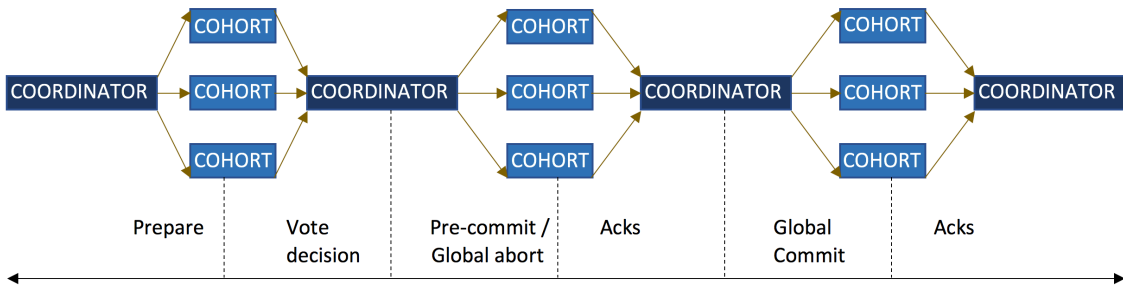 COHORT
COHORT
COHORT
COORDINATOR
COHORT
COORDINATOR
COHORT
COORDINATOR
COHORT
COORDINATOR
COHORT
COHORT
COHORT
Prepare
Vote
decision
Pre-commit /
Global abort
Acks
Global
Commit
Acks